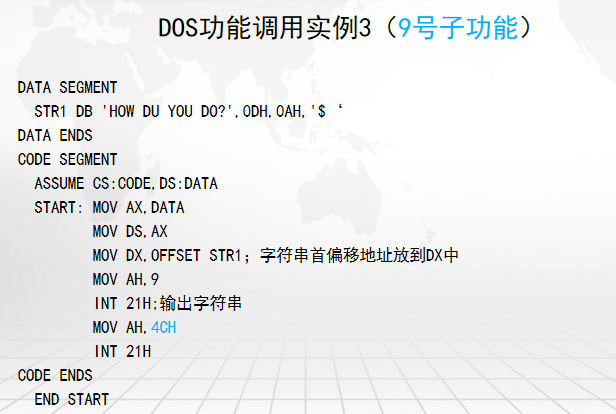 DOS功能调用实例3（9号子功能）
DATA SEGMENT
STR1 DB 'HOW DU YOU DO?',ODH,OAH,'$ ‘
DATA ENDS
CODE SEGMENT
ASSUME CS:CODE,DS:DATA
START: MOV AX,DATA
MOV DS,AX
MOV DX,OFFSET STR1；字符串首偏移地址放到DX中
MOV AH,9
INT 21H;输出字符串
MOV AH,4CH
INT 21H
CODE ENDS
END START